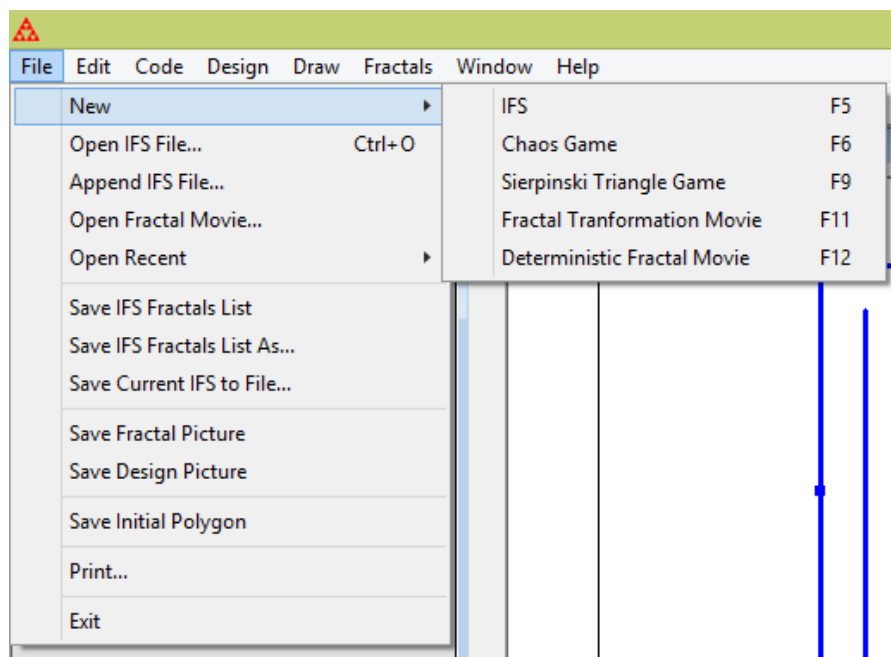 File Edit Code Design Draw Fractals Window Help
New
Open IFS File... Ctrl+O
Append IFS File...
Open Fractal Movie...
Open Recent
Save IFS Fractals List
Save IFS Fractals List As...
Save Current IFS to File...
Save Fractal Picture
Save Design Picture
Save Initial Polygon
Print...
Exit
IFS F5
Chaos Game F6
Sierpinski Triangle Game F9
Fractal Tranformation Movie F11
Deterministic Fractal Movie F12